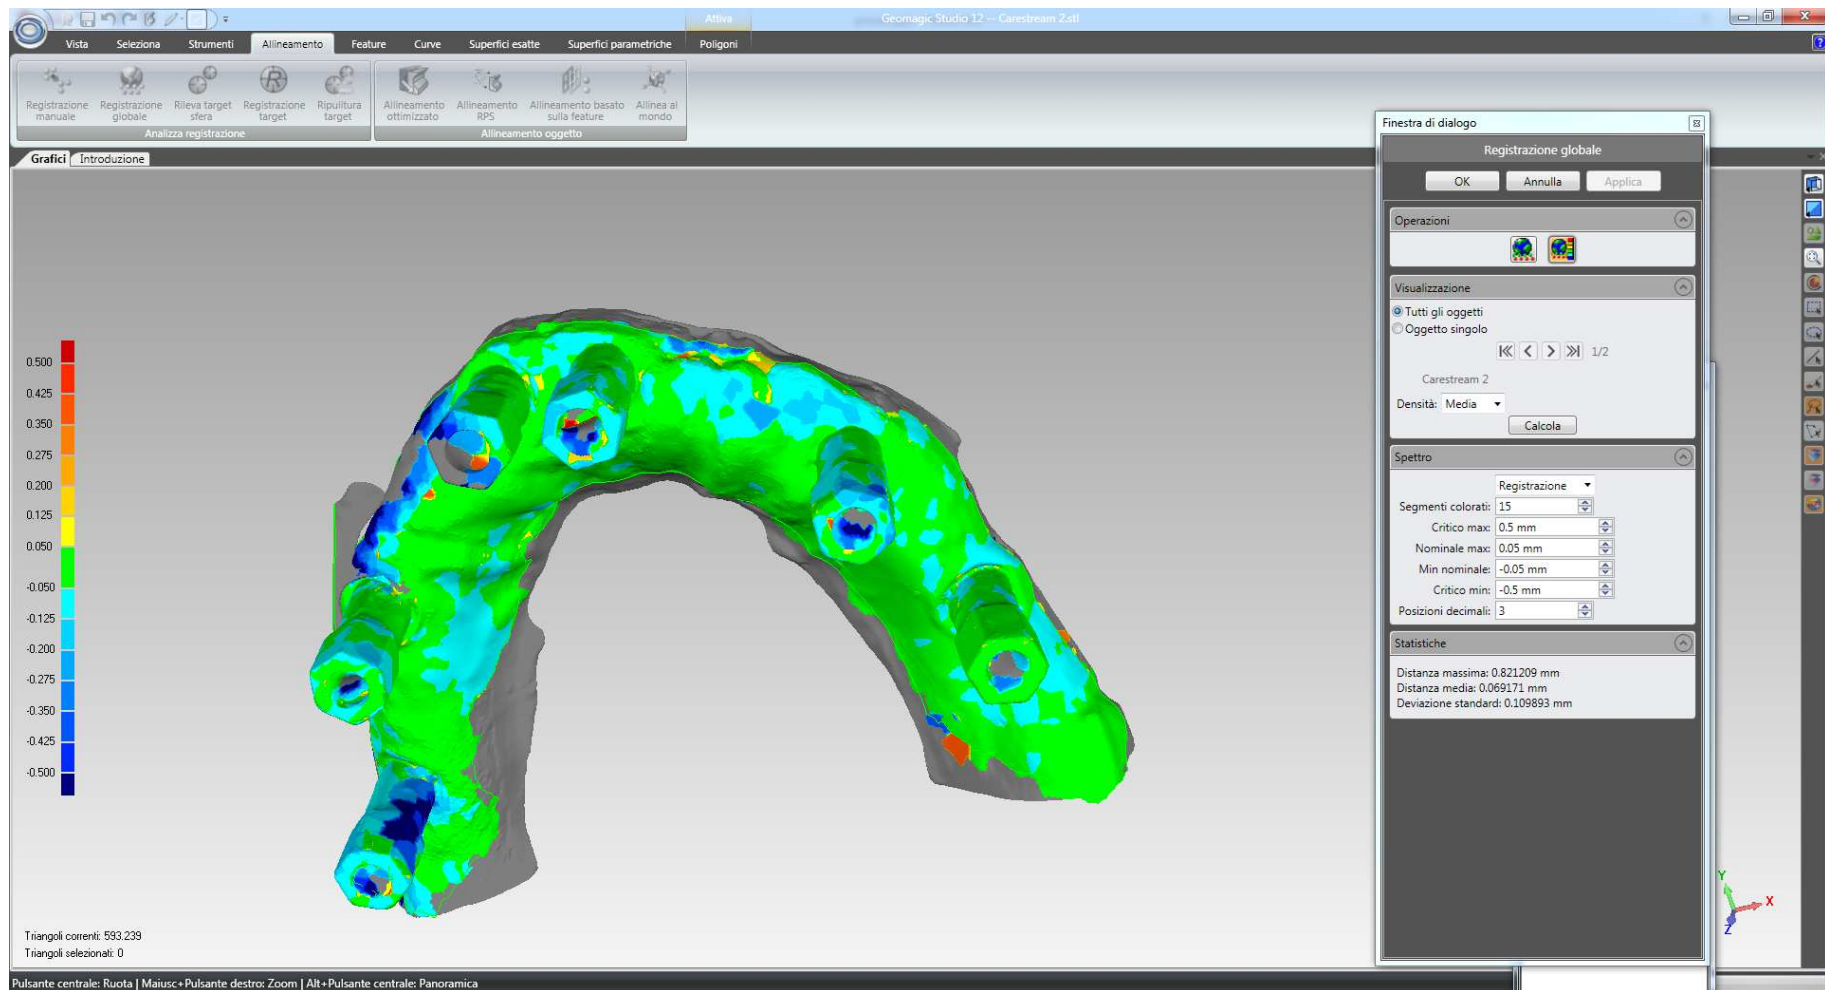 Attiva
Geomagic Studio 12 -- Carestream 2.stl
Vista Seleziona Strumenti Allineamento Feature Curve Superfici esatte Superfici parametriche Poligoni
Registrazione manuale
Registrazione globale
Rileva target sfera
Registrazione target
Ripulitura target
Allineamento ottimizzato
Allineamento RPS
Allineamento basato sulla feature
Allinea al mondo
Analizza registrazione
Allineamento oggetto
Grafici Introduzione
0.500
0.425
0.350
0.275
0.200
0.125
0.050
-0.050
-0.125
-0.200
-0.275
-0.350
-0.425
-0.500
Triangoli correnti: 593.239
Triangoli selezionati: 0
Finestra di dialogo
Registrazione globale
OK Annulla Applica
Operazioni
Visualizzazione
Tutti gli oggetti
Oggetto singolo
1/2
Carestream 2
Densità: Media
Calcola
Spettro
Registrazione
Segmenti colorati: 15
Critico max: 0.5 mm
Nominale max: 0.05 mm
Min nominale: -0.05 mm
Critico min: -0.5 mm
Posizioni decimali: 3
Statistiche
Distanza massima: 0.821209 mm
Distanza media: 0.069171 mm
Deviazione standard: 0.109893 mm
Y
X
Z
Pulsante centrale: Ruota | Maiusc+Pulsante destro: Zoom | Alt+Pulsante centrale: Panoramica